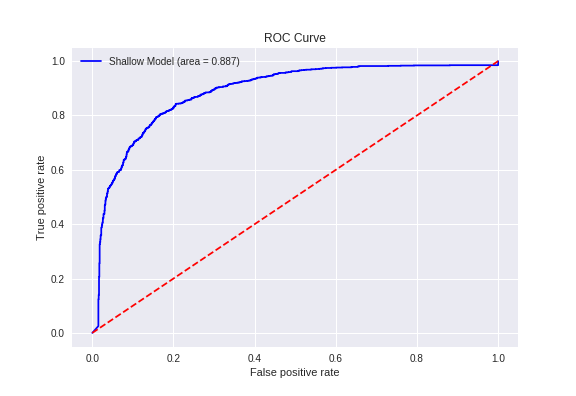 ROC Curve
Shallow Model (area = 0.887)
1.0
0.8
0.6
0.4
0.2
0.0
True positive rate
0.0 0.2 0.4 0.6 0.8 1.0
False positive rate